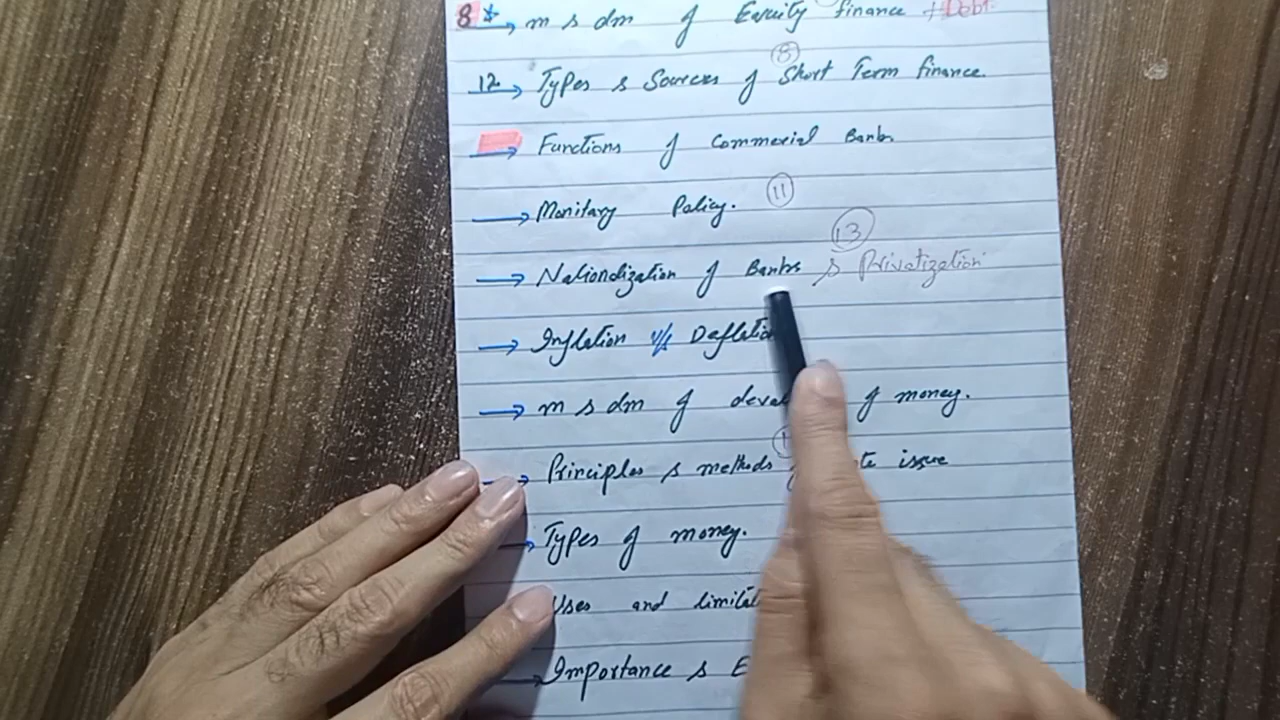 8 * → m & dm of Equity finance + Debt
12 → Types & Sources of Short Term finance. (8)
→ Functions of Commercial Banks.
→ Monitary Policy. (11)
→ Nationalization of Banks & Privatization (13)
→ Inflation v/s Deflation
→ m & dm of of money.
→ Principles & methods issue
→ Types of money.
Uses and
→ Importance &